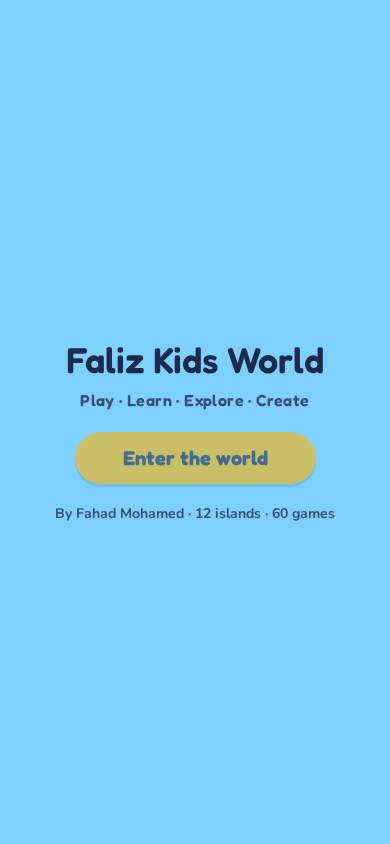 Faliz Kids World
Play · Learn · Explore · Create
Enter the world
By Fahad Mohamed · 12 islands · 60 games